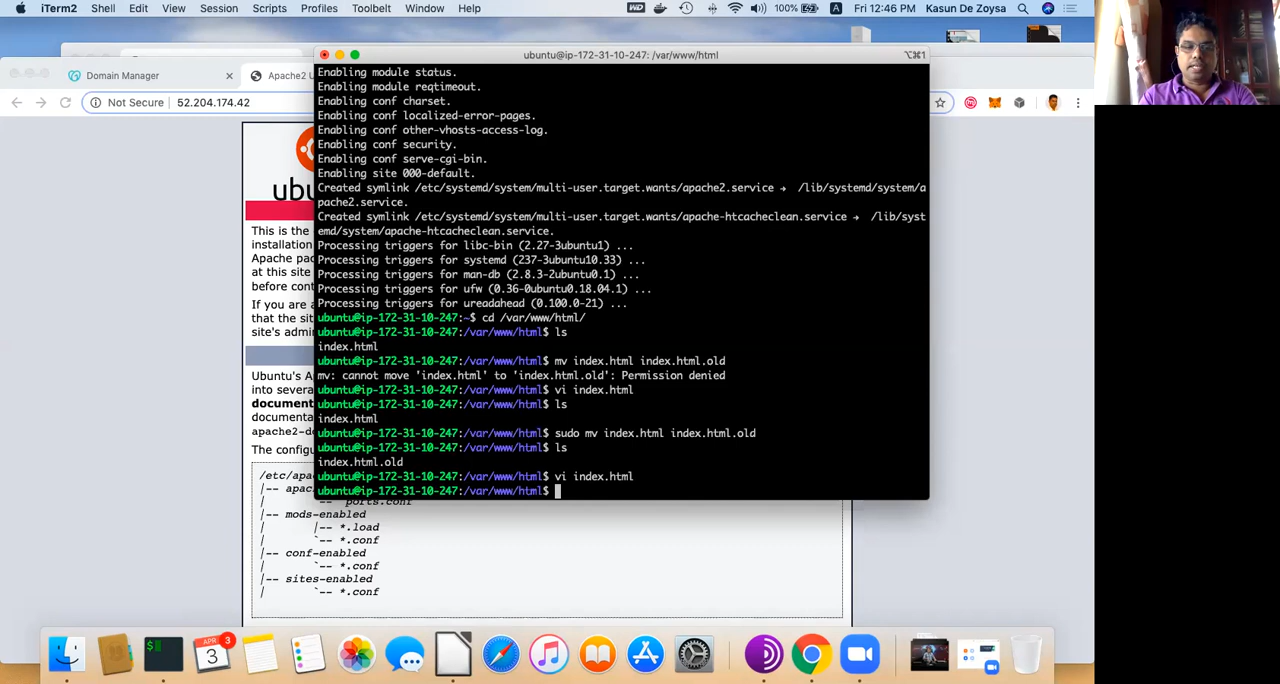 iTerm2 Shell Edit View Session Scripts Profiles Toolbelt Window Help 100% Fri 12:46 PM Kasun De Zoysa
ubuntu@ip-172-31-10-247: /var/www/html ⌥⌘1
Domain Manager
Apache2 U
Not Secure 52.204.174.42
Enabling module status.
Enabling module reqtimeout.
Enabling conf charset.
Enabling conf localized-error-pages.
Enabling conf other-vhosts-access-log.
Enabling conf security.
Enabling conf serve-cgi-bin.
Enabling site 000-default.
Created symlink /etc/systemd/system/multi-user.target.wants/apache2.service → /lib/systemd/system/a
pache2.service.
Created symlink /etc/systemd/system/multi-user.target.wants/apache-htcacheclean.service → /lib/syst
emd/system/apache-htcacheclean.service.
Processing triggers for libc-bin (2.27-3ubuntu1) ...
Processing triggers for systemd (237-3ubuntu10.33) ...
Processing triggers for man-db (2.8.3-2ubuntu0.1) ...
Processing triggers for ufw (0.36-0ubuntu0.18.04.1) ...
Processing triggers for ureadahead (0.100.0-21) ...
ubuntu@ip-172-31-10-247:~$ cd /var/www/html/
ubuntu@ip-172-31-10-247:/var/www/html$ ls
index.html
ubuntu@ip-172-31-10-247:/var/www/html$ mv index.html index.html.old
mv: cannot move 'index.html' to 'index.html.old': Permission denied
ubuntu@ip-172-31-10-247:/var/www/html$ vi index.html
ubuntu@ip-172-31-10-247:/var/www/html$ ls
index.html
ubuntu@ip-172-31-10-247:/var/www/html$ sudo mv index.html index.html.old
ubuntu@ip-172-31-10-247:/var/www/html$ ls
index.html.old
ubuntu@ip-172-31-10-247:/var/www/html$ vi index.html
ubuntu@ip-172-31-10-247:/var/www/html$
ubu
This is the
installation
Apache pac
at this site
before cont
If you are a
that the sit
site's admi
Ubuntu's A
into severa
document
documenta
apache2-d
The configu
/etc/apa
|-- apac
`-- ports.conf
|-- mods-enabled
| |-- *.load
| `-- *.conf
|-- conf-enabled
| `-- *.conf
|-- sites-enabled
| `-- *.conf
APR
3
3